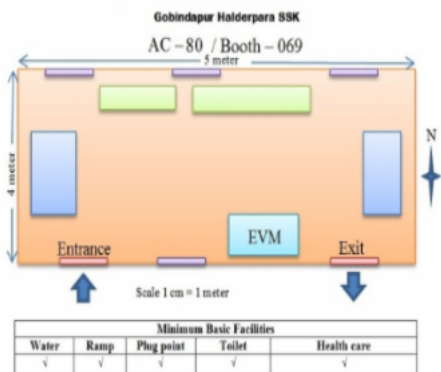 Gobindapur Halderpara SSK
AC – 80 / Booth – 069
5 meter
4 meter
N
EVM
Entrance
Exit
Scale 1 cm = 1 meter
Minimum Basic Facilities
Water Ramp Plug point Toilet Health care
√ √ √ √ √